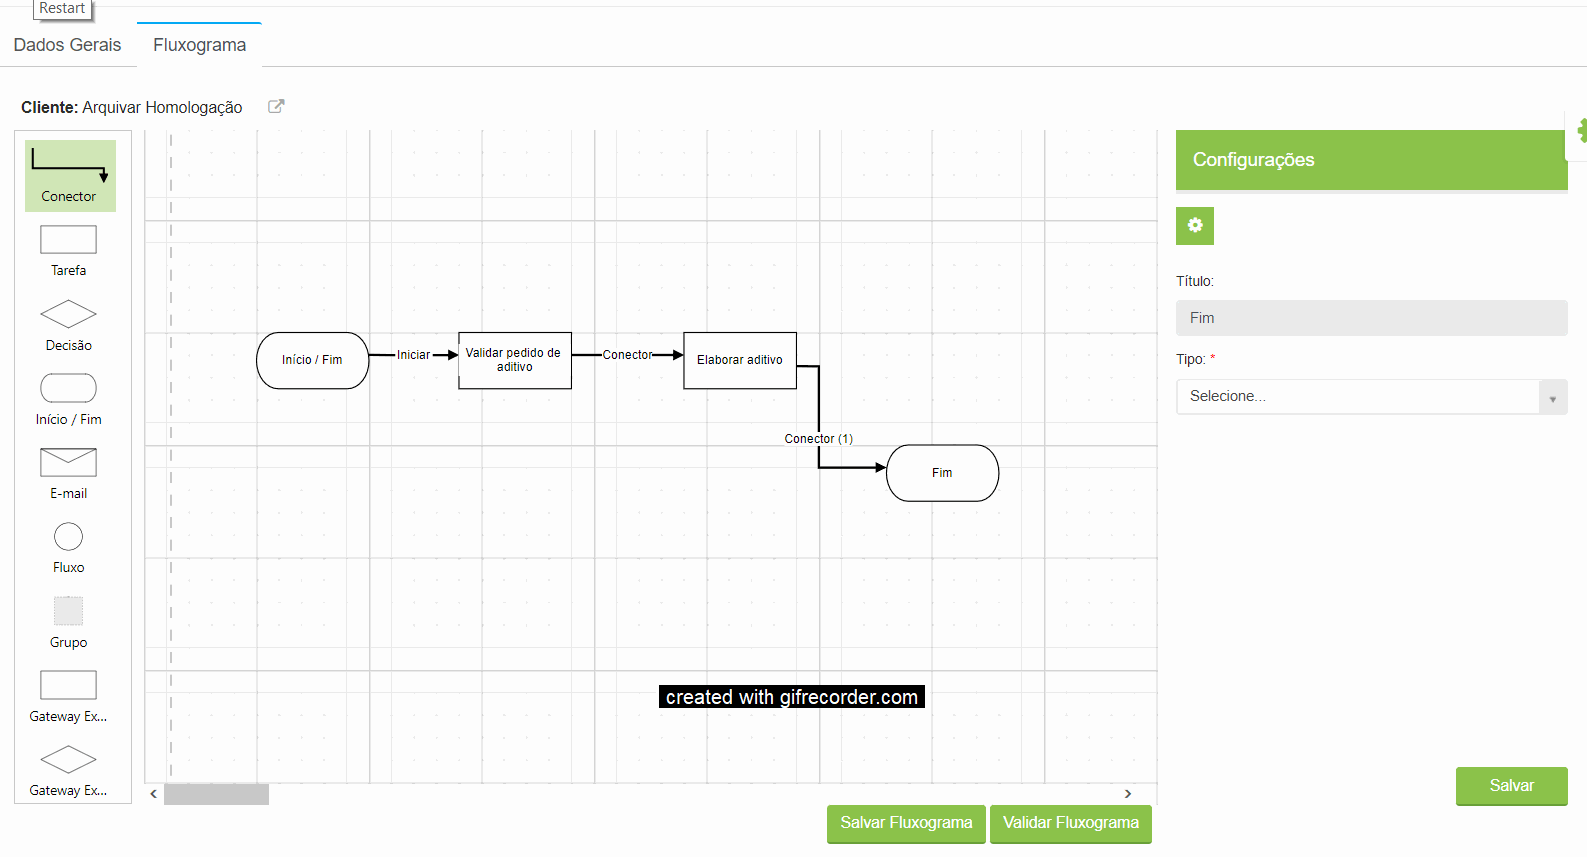 Restart
Dados Gerais
Fluxograma
Cliente: Arquivar Homologação
Conector
Tarefa
Decisão
Início / Fim
E-mail
Fluxo
Grupo
Gateway Ex...
Gateway Ex...
Início / Fim
Iniciar
Validar pedido de
aditivo
Conector
Elaborar aditivo
Conector (1)
Fim
created with gifrecorder.com
Salvar Fluxograma
Validar Fluxograma
Configurações
Título:
Fim
Tipo: *
Selecione...
Salvar